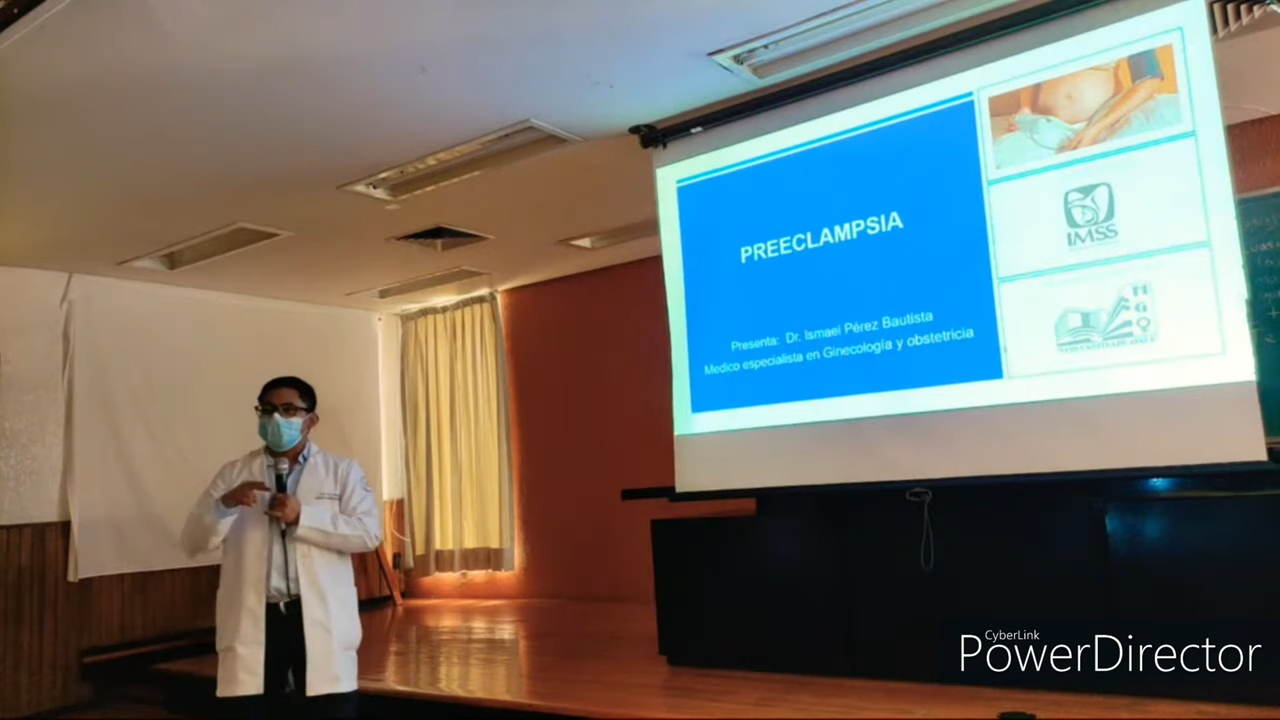 PREECLAMPSIA
Presenta: Dr. Ismael Pérez Bautista
Medico especialista en Ginecología y obstetricia
IMSS
CyberLink
PowerDirector